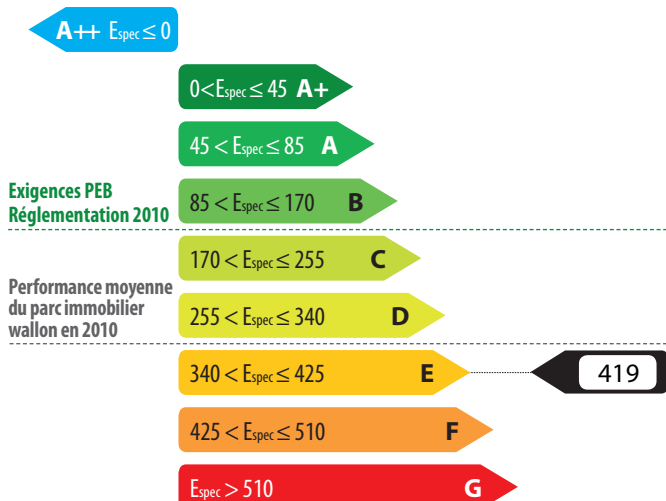 A++ Espec ≤ 0
0 < Espec ≤ 45 A+
45 < Espec ≤ 85 A
Exigences PEB
Réglementation 2010
85 < Espec ≤ 170 B
170 < Espec ≤ 255 C
Performance moyenne
du parc immobilier
wallon en 2010
255 < Espec ≤ 340 D
340 < Espec ≤ 425 E
419
425 < Espec ≤ 510 F
Espec > 510 G